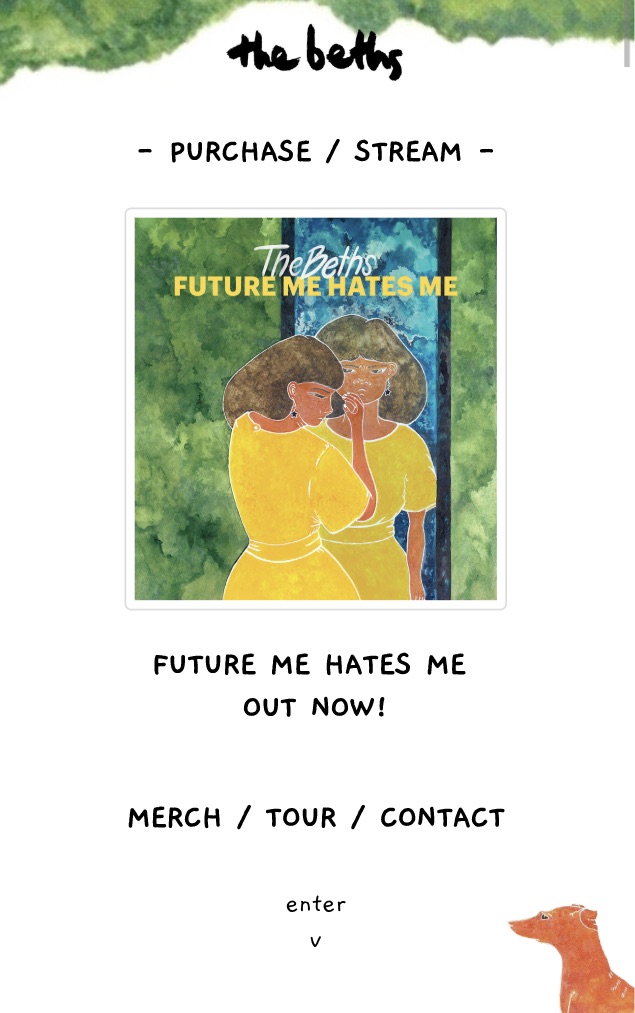 the beths
- PURCHASE / STREAM -
The Beths
FUTURE ME HATES ME
FUTURE ME HATES ME
OUT NOW!
MERCH / TOUR / CONTACT
enter
v